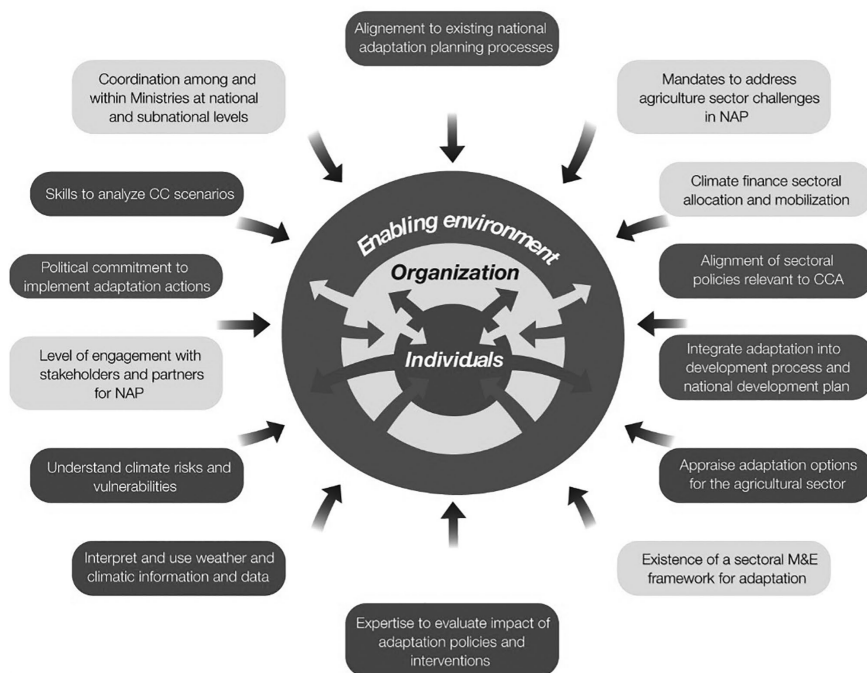 Alignement to existing national
adaptation planning processes
Coordination among and
within Ministries at national
and subnational levels
Mandates to address
agriculture sector challenges
in NAP
Skills to analyze CC scenarios
Climate finance sectoral
allocation and mobilization
Political commitment to
implement adaptation actions
Alignment of sectoral
policies relevant to CCA
Level of engagement with
stakeholders and partners
for NAP
Integrate adaptation into
development process and
national development plan
Understand climate risks and
vulnerabilities
Appraise adaptation options
for the agricultural sector
Interpret and use weather and
climatic information and data
Existence of a sectoral M&E
framework for adaptation
Expertise to evaluate impact of
adaptation policies and
interventions
Enabling environment
Organization
Individuals